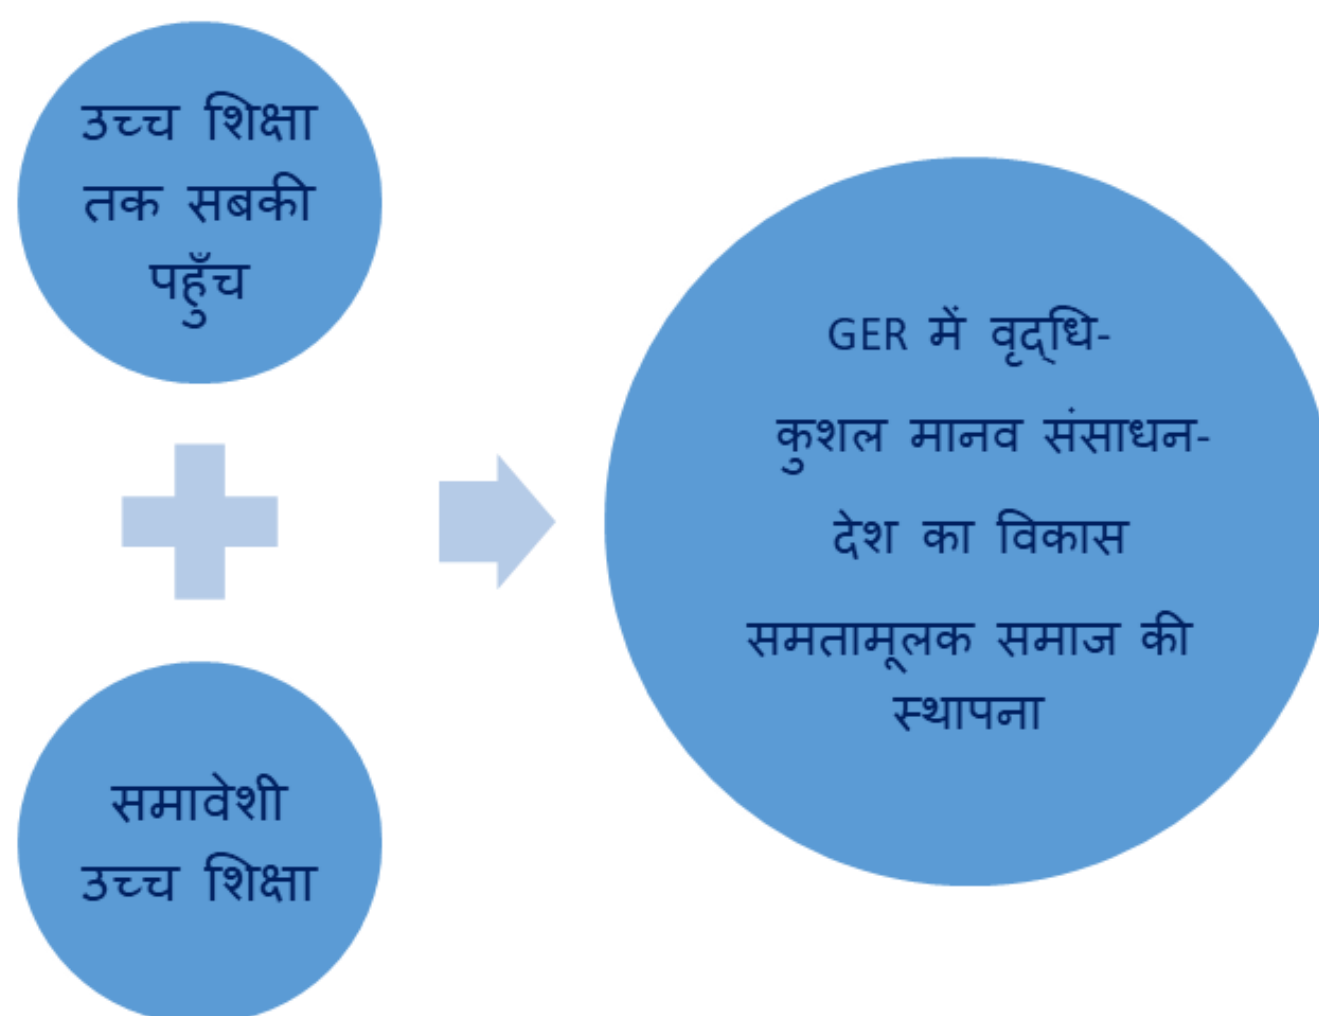 उच्च शिक्षा
तक सबकी
पहुँच
समावेशी
उच्च शिक्षा
GER में वृद्धि-
कुशल मानव संसाधन-
देश का विकास
समतामूलक समाज की
स्थापना